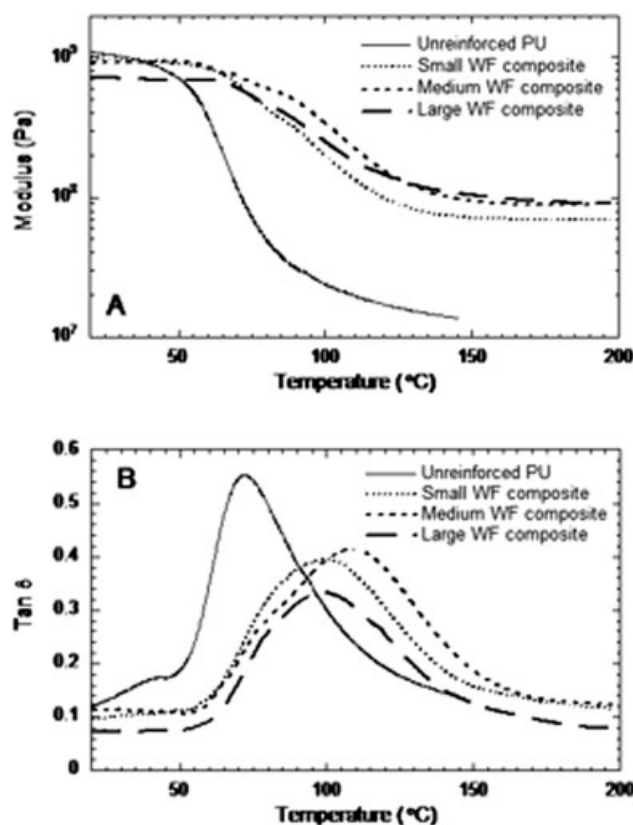 10⁹
10⁸
10⁷
Modulus (Pa)
Unreinforced PU
Small WF composite
Medium WF composite
Large WF composite
A
50 100 150 200
Temperature (°C)
0.6
0.5
0.4
0.3
0.2
0.1
0
Tan δ
B
Unreinforced PU
Small WF composite
Medium WF composite
Large WF composite
50 100 150 200
Temperature (°C)